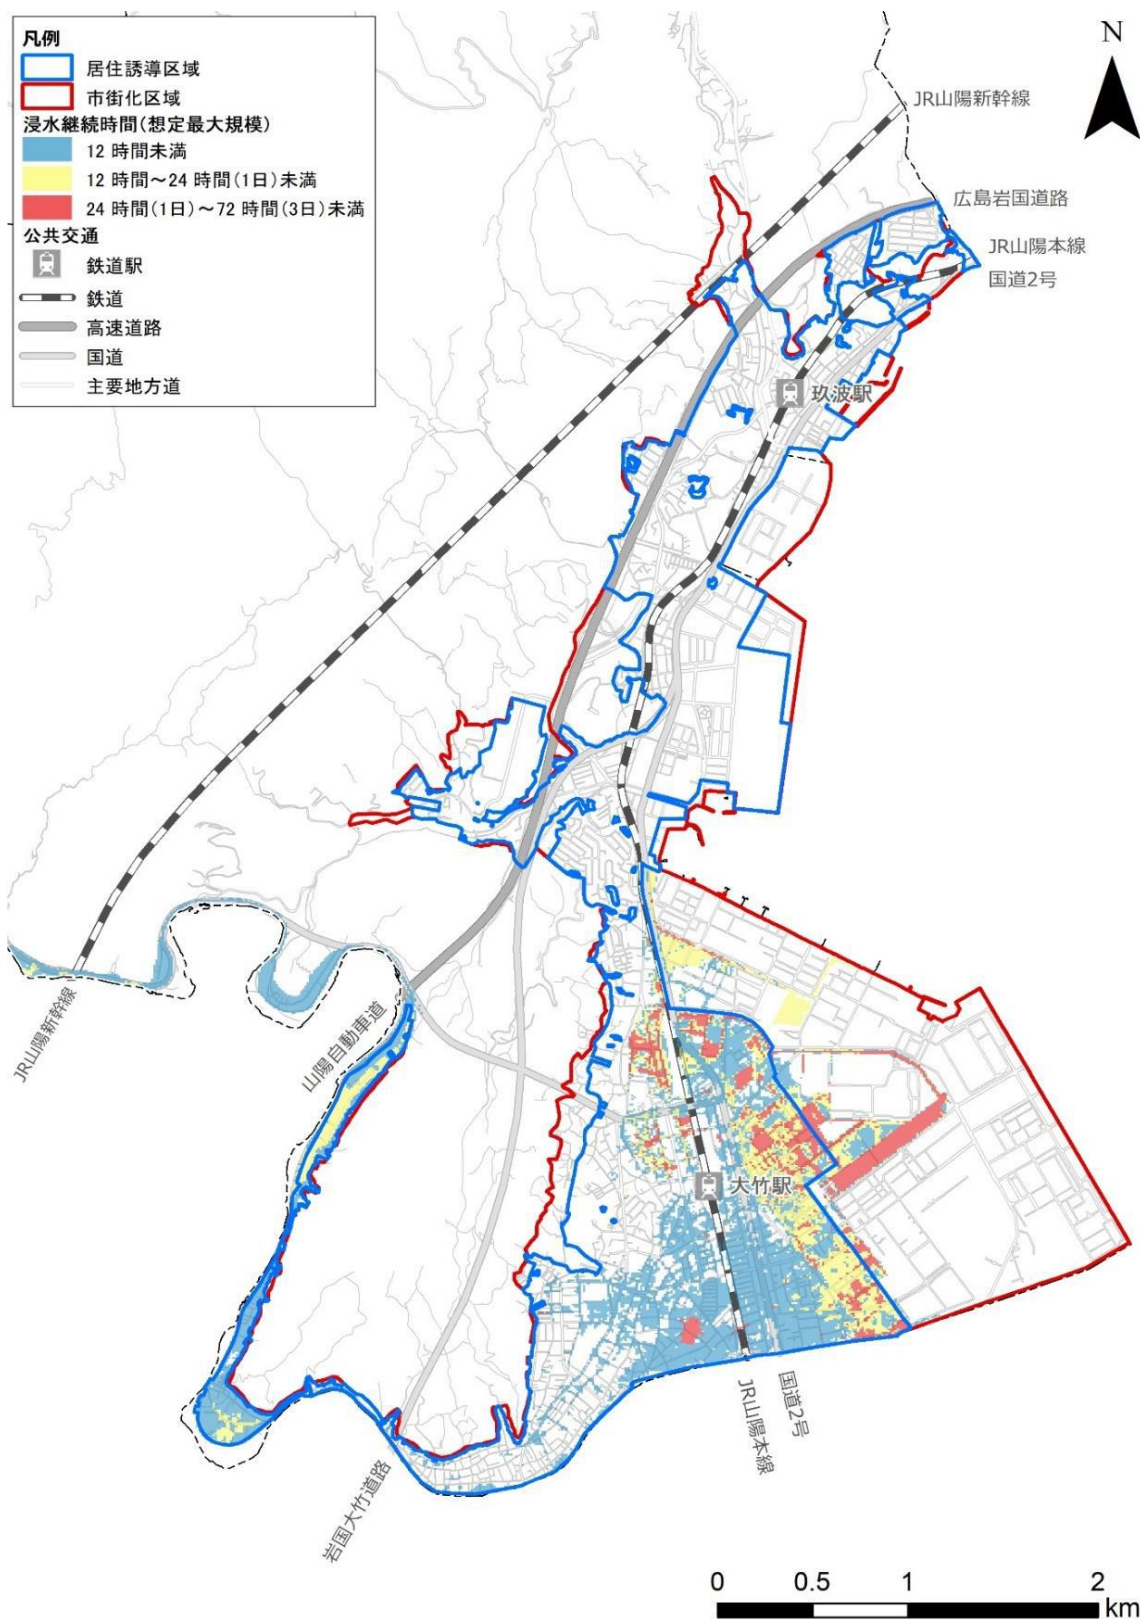 凡例
居住誘導区域
市街化区域
浸水継続時間(想定最大規模)
12 時間未満
12 時間~24 時間(1日)未満
24 時間(1日)~72 時間(3日)未満
公共交通
鉄道駅
鉄道
高速道路
国道
主要地方道
N
JR山陽新幹線
広島岩国道路
JR山陽本線
国道2号
玖波駅
JR山陽新幹線
山陽自動車道
大竹駅
国道2号
JR山陽本線
岩国大竹道路
0 0.5 1 2
km